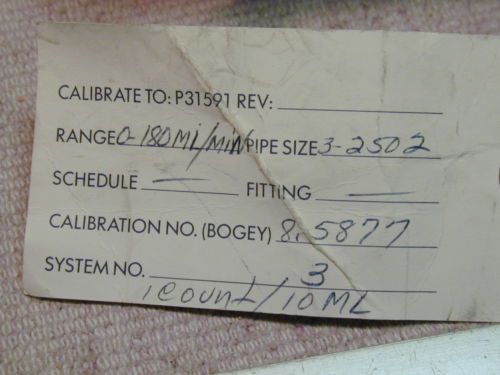 CALIBRATE TO: P31591 REV:
RANGE 0-180 ML/MIN PIPE SIZE 3-2502
SCHEDULE — FITTING —
CALIBRATION NO. (BOGEY) 8.5877
SYSTEM NO. 3
1 count/10 ML